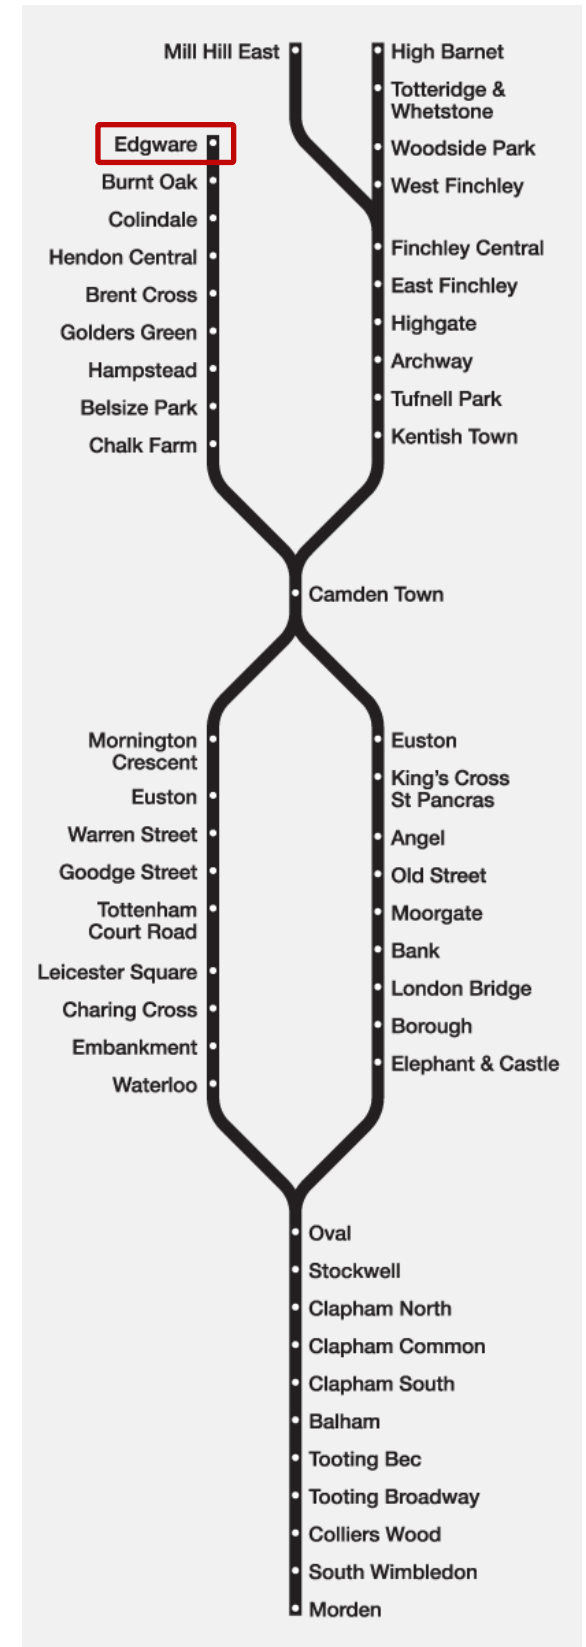 Mill Hill East
High Barnet
Totteridge &
Whetstone
Edgware
Woodside Park
Burnt Oak
West Finchley
Colindale
Hendon Central
Finchley Central
Brent Cross
East Finchley
Golders Green
Highgate
Hampstead
Archway
Belsize Park
Tufnell Park
Chalk Farm
Kentish Town
Camden Town
Mornington
Crescent
Euston
Warren Street
Goodge Street
Tottenham
Court Road
Leicester Square
Charing Cross
Embankment
Waterloo
Euston
King's Cross
St Pancras
Angel
Old Street
Moorgate
Bank
London Bridge
Borough
Elephant & Castle
Oval
Stockwell
Clapham North
Clapham Common
Clapham South
Balham
Tooting Bec
Tooting Broadway
Colliers Wood
South Wimbledon
Morden